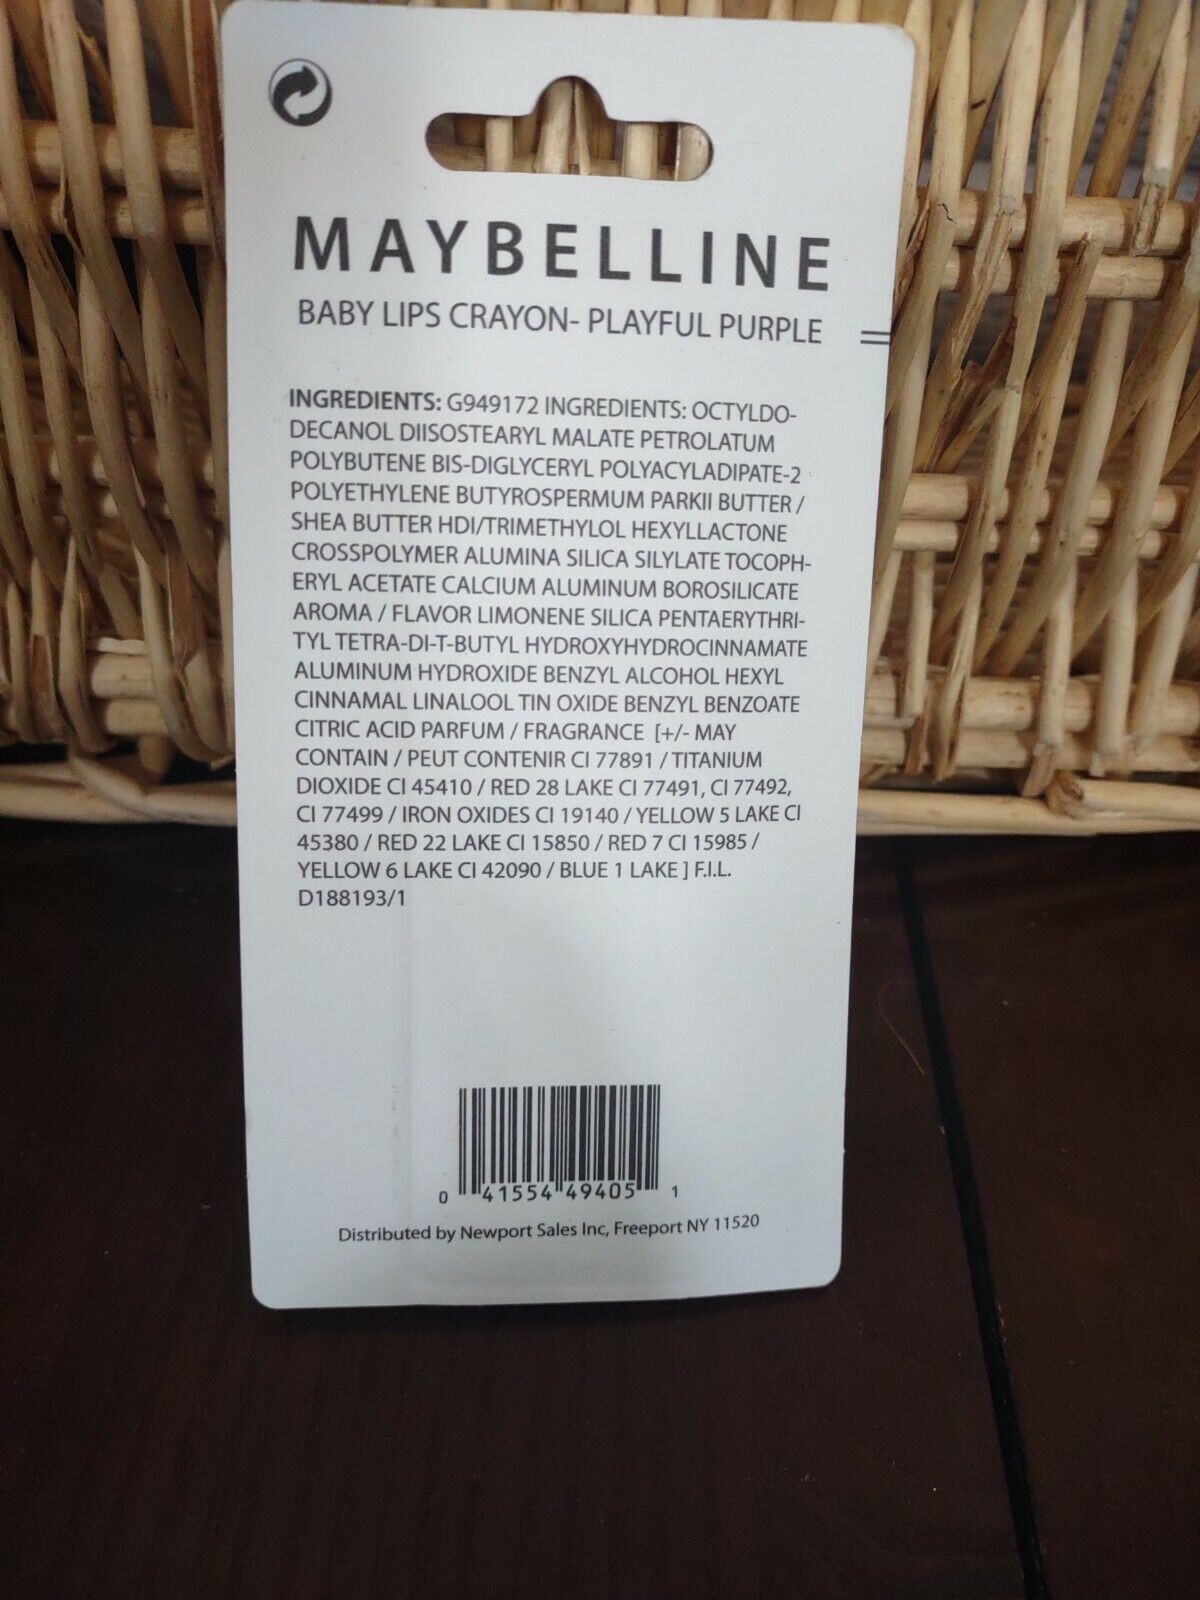 MAYBELLINE
BABY LIPS CRAYON- PLAYFUL PURPLE
INGREDIENTS: G949172 INGREDIENTS: OCTYLDO-
DECANOL DIISOSTEARYL MALATE PETROLATUM
POLYBUTENE BIS-DIGLYCERYL POLYACYLADIPATE-2
POLYETHYLENE BUTYROSPERMUM PARKII BUTTER /
SHEA BUTTER HDI/TRIMETHYLOL HEXYLLACTONE
CROSSPOLYMER ALUMINA SILICA SILYLATE TOCOPH-
ERYL ACETATE CALCIUM ALUMINUM BOROSILICATE
AROMA / FLAVOR LIMONENE SILICA PENTAERYTHRI-
TYL TETRA-DI-T-BUTYL HYDROXYHYDROCINNAMATE
ALUMINUM HYDROXIDE BENZYL ALCOHOL HEXYL
CINNAMAL LINALOOL TIN OXIDE BENZYL BENZOATE
CITRIC ACID PARFUM / FRAGRANCE [+/- MAY
CONTAIN / PEUT CONTENIR CI 77891 / TITANIUM
DIOXIDE CI 45410 / RED 28 LAKE CI 77491, CI 77492,
CI 77499 / IRON OXIDES CI 19140 / YELLOW 5 LAKE CI
45380 / RED 22 LAKE CI 15850 / RED 7 CI 15985 /
YELLOW 6 LAKE CI 42090 / BLUE 1 LAKE ] F.I.L.
D188193/1
0 41554 49405 1
Distributed by Newport Sales Inc, Freeport NY 11520